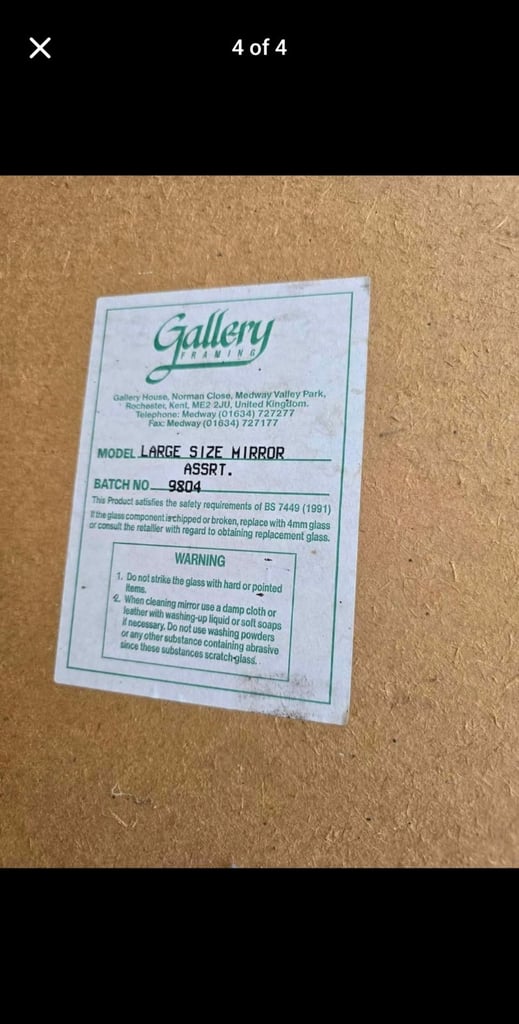 4 of 4
Gallery
FRAMING
Gallery House, Norman Close, Medway Valley Park,
Rochester, Kent, ME2 2JU, United Kingdom.
Telephone: Medway (01634) 727277
Fax: Medway (01634) 727177
MODEL LARGE SIZE MIRROR
ASSRT.
BATCH NO 9804
This Product satisfies the safety requirements of BS 7449 (1991)
If the glass component is chipped or broken, replace with 4mm glass
or consult the retailer with regard to obtaining replacement glass.
WARNING
1. Do not strike the glass with hard or pointed
items.
2. When cleaning mirror use a damp cloth or
leather with washing-up liquid or soft soaps
if necessary. Do not use washing powders
or any other substance containing abrasive
since these substances scratch glass.